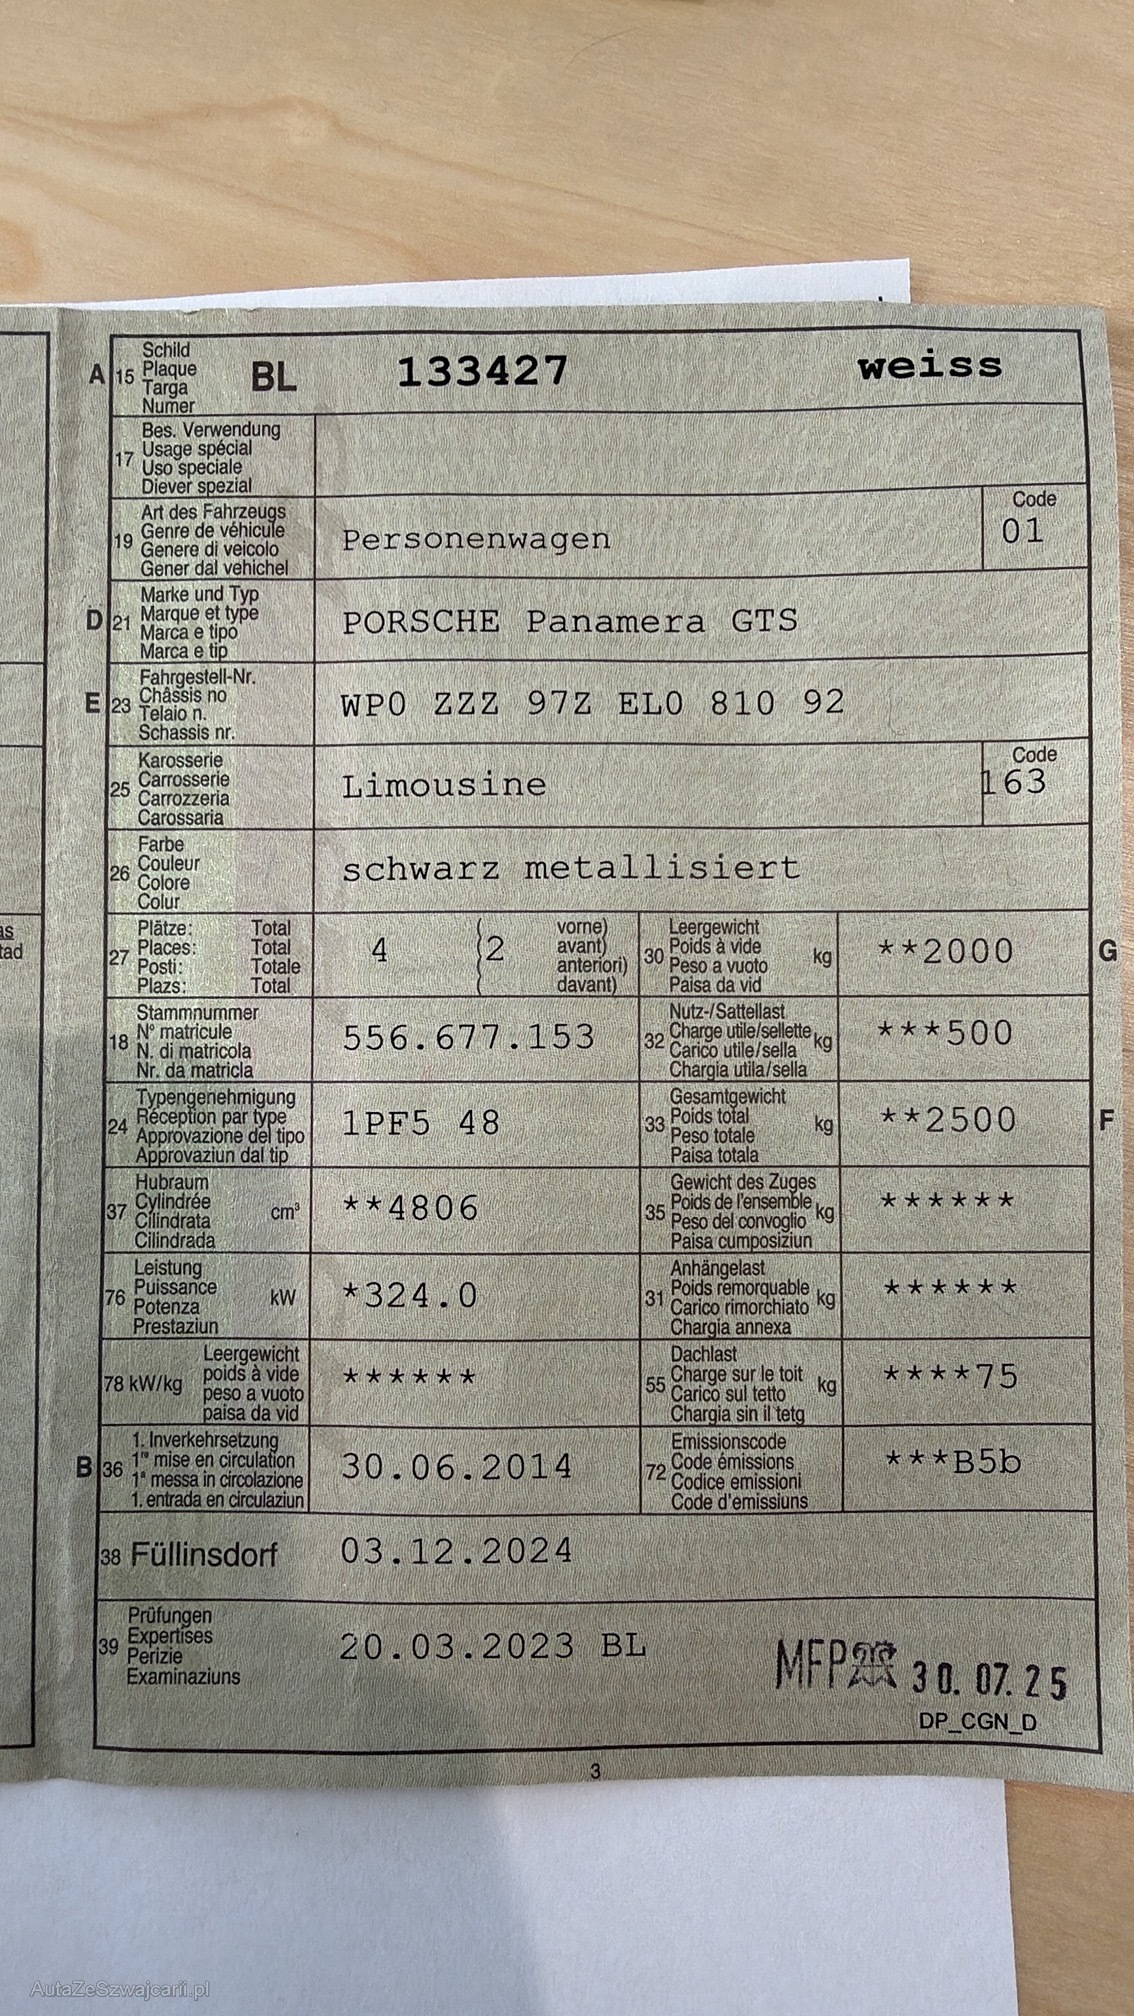 A 15 Schild Plaque Targa Numer BL 133427 weiss
17 Bes. Verwendung
Usage spécial
Uso speciale
Diever spezial
19 Art des Fahrzeugs
Genre de véhicule
Genere di veicolo
Gener dal vehichel
Personenwagen
Code
01
D 21 Marke und Typ
Marque et type
Marca e tipo
Marca e tip
PORSCHE Panamera GTS
E 23 Fahrgestell-Nr.
Châssis no
Telaio n.
Schassis nr.
WP0 ZZZ 97Z EL0 810 92
25 Karosserie
Carrosserie
Carrozzeria
Carossaria
Limousine
Code
163
26 Farbe
Couleur
Colore
Colur
schwarz metallisiert
as
tad
27 Plätze: Total
Places: Total
Posti: Totale
Plazs: Total
4 (2 vorne)
avant)
anteriori)
davant)
30 Leergewicht
Poids à vide
Peso a vuoto
Paisa da vid
kg
**2000
G
18 Stammnummer
N° matricule
N. di matricola
Nr. da matricla
556.677.153
32 Nutz-/Sattellast
Charge utile/sellette
Carico utile/sella
Chargia utila/sella
kg
***500
24 Typengenehmigung
Réception par type
Approvazione del tipo
Approvaziun dal tip
1PF5 48
33 Gesamtgewicht
Poids total
Peso totale
Paisa totala
kg
**2500
F
37 Hubraum
Cylindrée
Cilindrata
Cilindrada
cm³
**4806
35 Gewicht des Zuges
Poids de l'ensemble
Peso del convoglio
Paisa cumposiziun
kg
******
76 Leistung
Puissance
Potenza
Prestaziun
kW
*324.0
31 Anhängelast
Poids remorquable
Carico rimorchiato
Chargia annexa
kg
******
78 kW/kg Leergewicht
poids à vide
peso a vuoto
paisa da vid
******
55 Dachlast
Charge sur le toit
Carico sul tetto
Chargia sin il tetg
kg
****75
B 36 1. Inverkehrsetzung
1re mise en circulation
1a messa in circolazione
1. entrada en circulaziun
30.06.2014
72 Emissionscode
Code émissions
Codice emissioni
Code d'emissiuns
***B5b
38 Füllinsdorf 03.12.2024
39 Prüfungen
Expertises
Perizie
Examinaziuns
20.03.2023 BL
MFP 30. 07. 25
DP_CGN_D
3
AutaZeSzwajcarii.pl